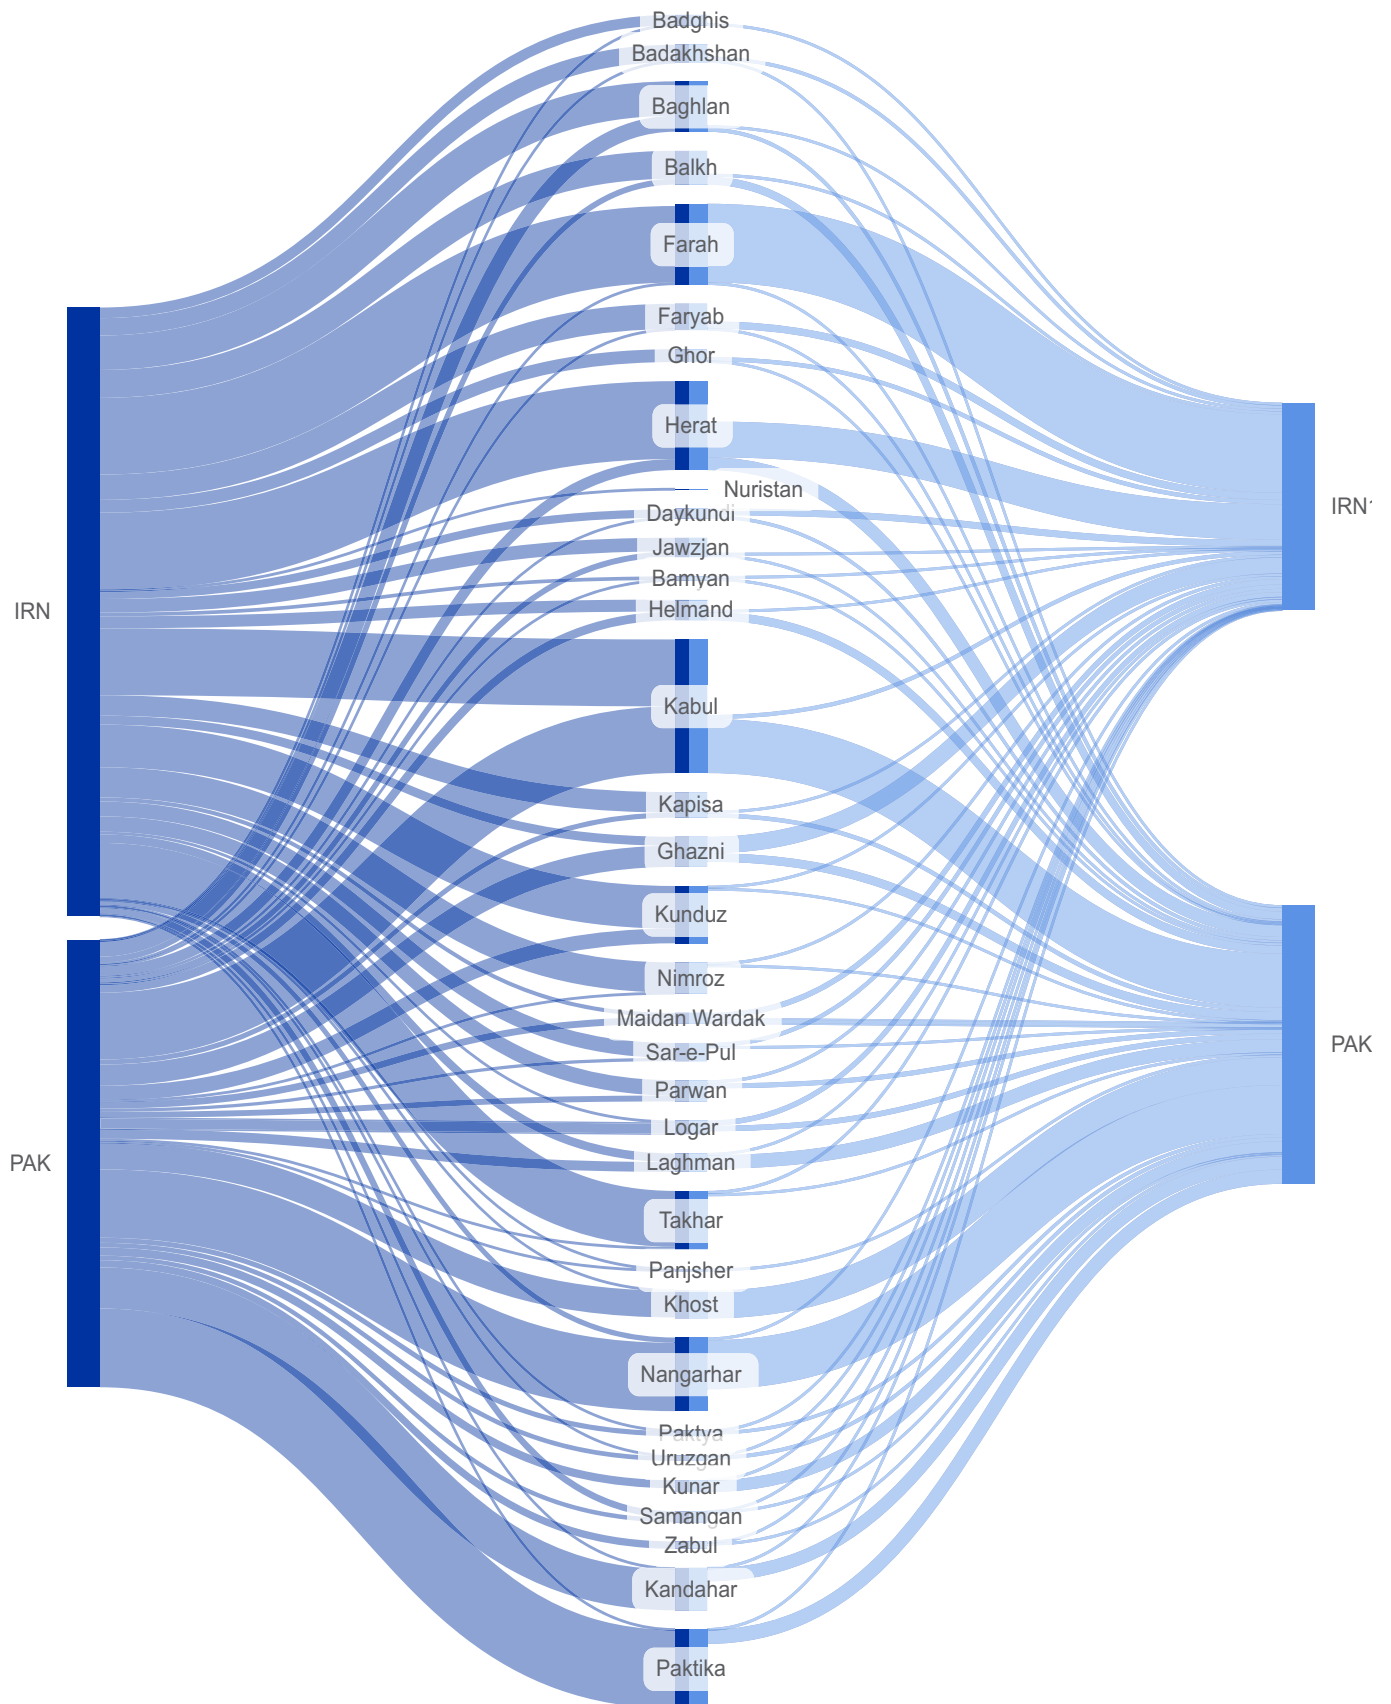 Badghis
Badakhshan
Baghlan
Balkh
Farah
Faryab
Ghor
Herat
Nuristan
Daykundi
Jawzjan
Bamyan
Helmand
Kabul
Kapisa
Ghazni
Kunduz
Nimroz
Maidan Wardak
Sar-e-Pul
Parwan
Logar
Laghman
Takhar
Panjsher
Khost
Nangarhar
Paktya
Uruzgan
Kunar
Samangan
Zabul
Kandahar
Paktika
IRN
PAK
IRN
PAK